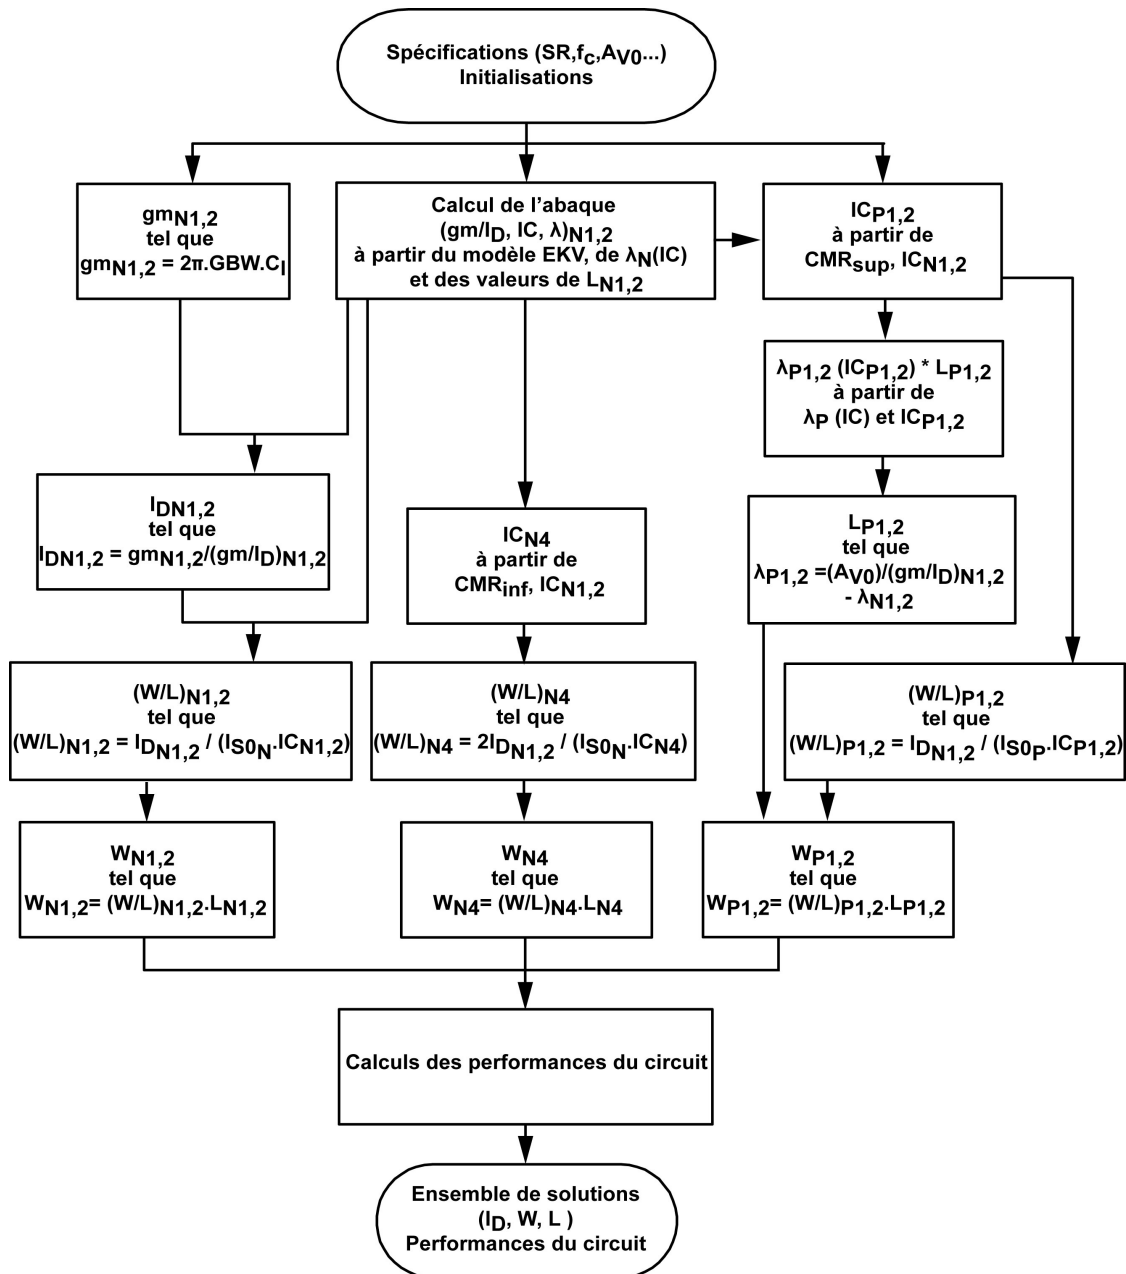 Spécifications (SR,fc,AV0...)
Initialisations
gmN1,2
tel que
gmN1,2 = 2π.GBW.Cl
Calcul de l'abaque
(gm/ID, IC, λ)N1,2
à partir du modèle EKV, de λN(IC)
et des valeurs de LN1,2
ICP1,2
à partir de
CMRsup, ICN1,2
λP1,2 (ICP1,2) * LP1,2
à partir de
λP (IC) et ICP1,2
IDN1,2
tel que
IDN1,2 = gmN1,2/(gm/ID)N1,2
ICN4
à partir de
CMRinf, ICN1,2
LP1,2
tel que
λP1,2 =(AV0)/(gm/ID)N1,2
- λN1,2
(W/L)N1,2
tel que
(W/L)N1,2 = IDN1,2 / (IS0N.ICN1,2)
(W/L)N4
tel que
(W/L)N4 = 2IDN1,2 / (IS0N.ICN4)
(W/L)P1,2
tel que
(W/L)P1,2 = IDN1,2 / (IS0P.ICP1,2)
WN1,2
tel que
WN1,2= (W/L)N1,2.LN1,2
WN4
tel que
WN4= (W/L)N4.LN4
WP1,2
tel que
WP1,2= (W/L)P1,2.LP1,2
Calculs des performances du circuit
Ensemble de solutions
(ID, W, L )
Performances du circuit